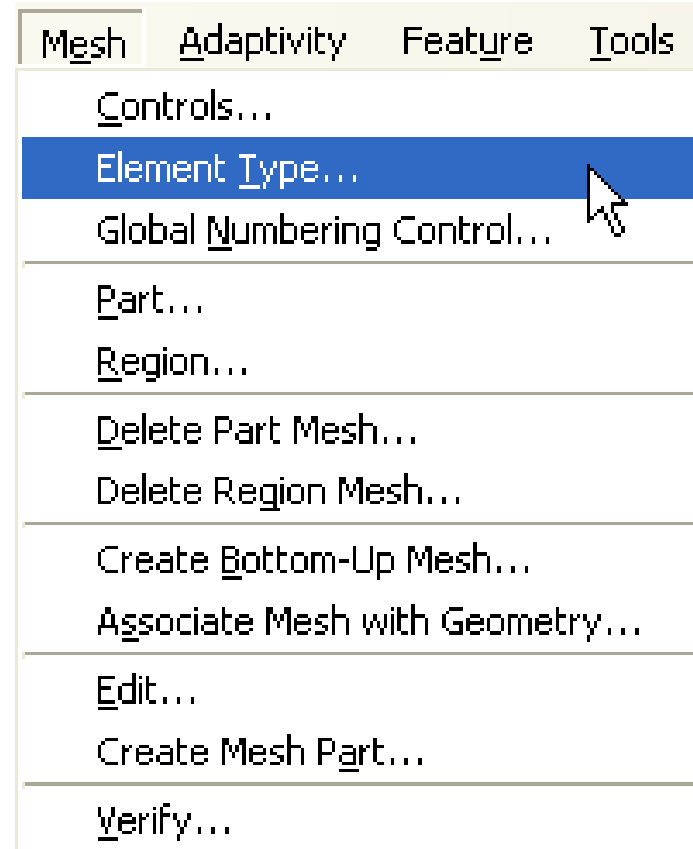 Mesh Adaptivity Feature Tools
Controls...
Element Type...
Global Numbering Control...
Part...
Region...
Delete Part Mesh...
Delete Region Mesh...
Create Bottom-Up Mesh...
Associate Mesh with Geometry...
Edit...
Create Mesh Part...
Verify...